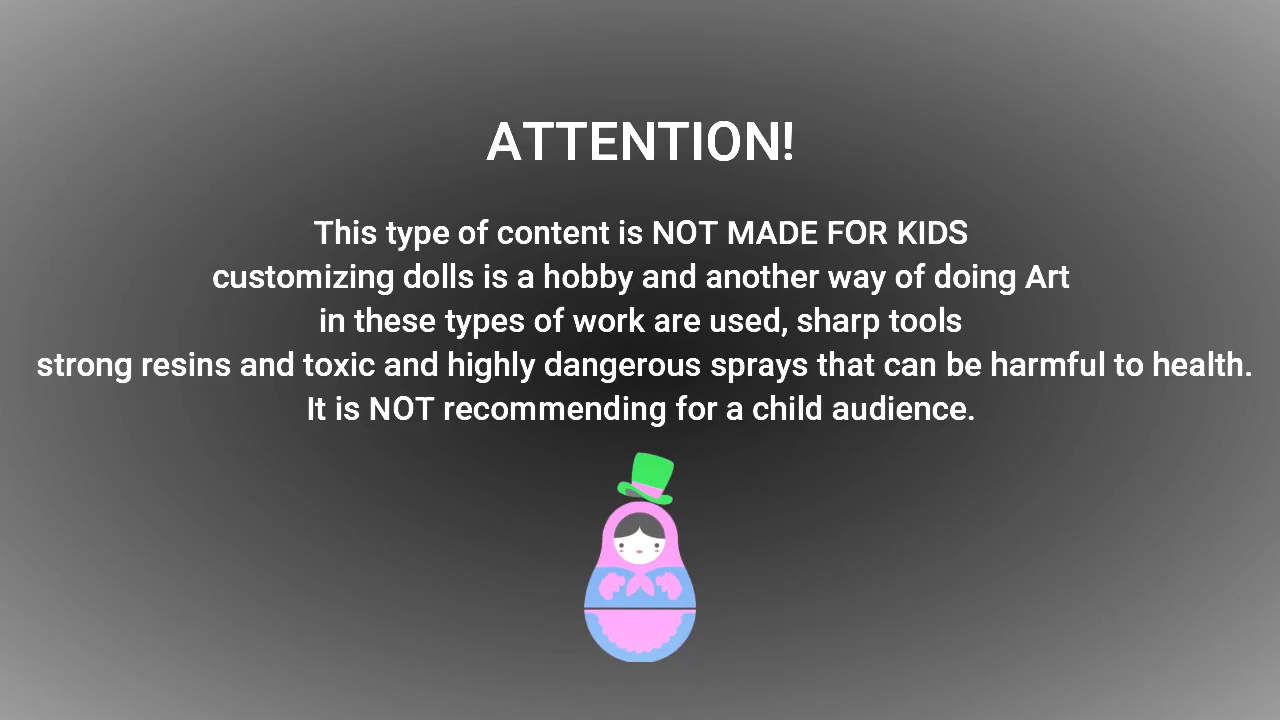 ATTENTION!
This type of content is NOT MADE FOR KIDS
customizing dolls is a hobby and another way of doing Art
in these types of work are used, sharp tools
strong resins and toxic and highly dangerous sprays that can be harmful to health.
It is NOT recommending for a child audience.